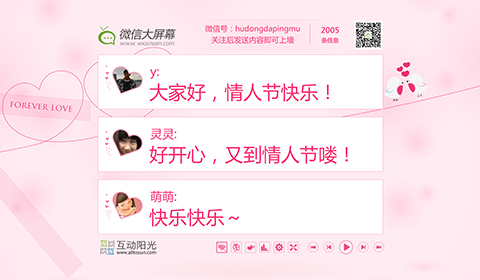 微信大屏幕
www.wxscreen.com
微信号：hudongdapingmu
关注后发送内容即可上墙
2005
条信息
FOREVER LOVE
y:
大家好，情人节快乐！
灵灵:
好开心，又到情人节喽！
萌萌:
快乐快乐～
互动阳光
www.alltosun.com